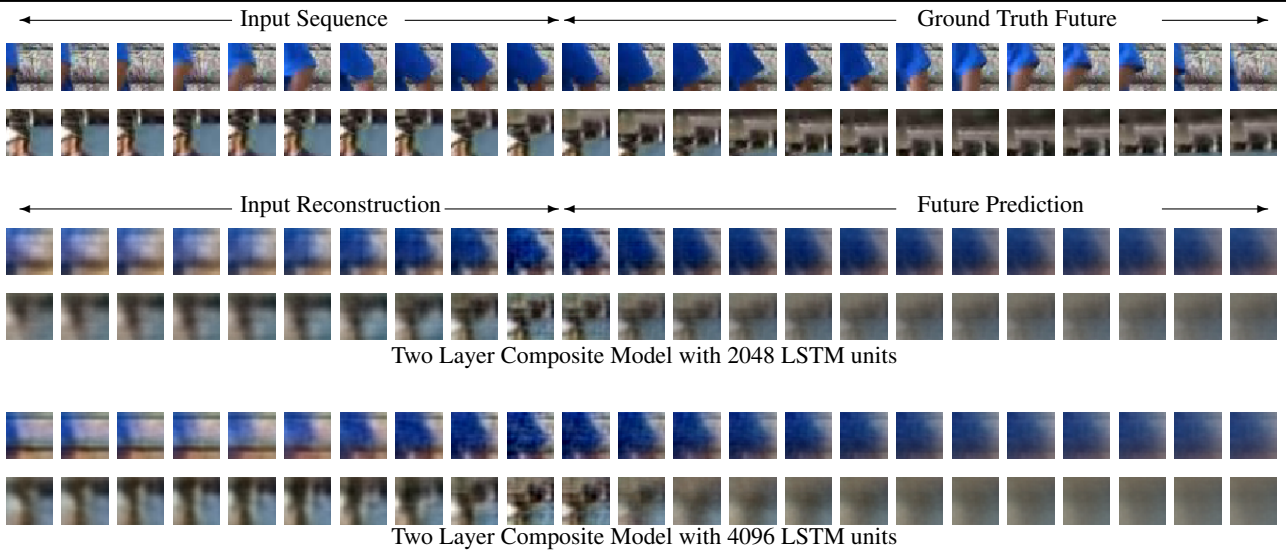 Input Sequence Ground Truth Future
Input Reconstruction Future Prediction
Two Layer Composite Model with 2048 LSTM units
Two Layer Composite Model with 4096 LSTM units